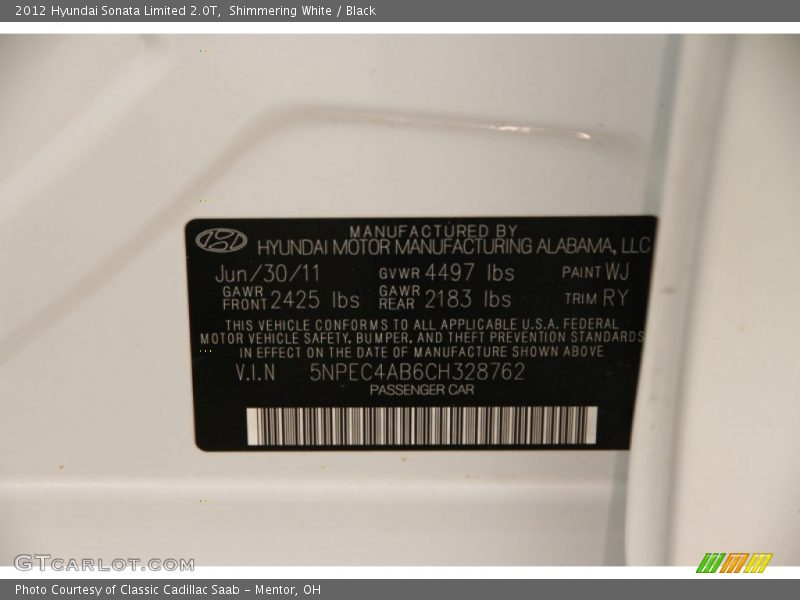 2012 Hyundai Sonata Limited 2.0T, Shimmering White / Black
MANUFACTURED BY
HYUNDAI MOTOR MANUFACTURING ALABAMA, LLC
Jun/30/11 GVWR 4497 lbs PAINT WJ
GAWR FRONT 2425 lbs GAWR REAR 2183 lbs TRIM RY
THIS VEHICLE CONFORMS TO ALL APPLICABLE U.S.A. FEDERAL
MOTOR VEHICLE SAFETY, BUMPER, AND THEFT PREVENTION STANDARDS
IN EFFECT ON THE DATE OF MANUFACTURE SHOWN ABOVE
V.I.N 5NPEC4AB6CH328762
PASSENGER CAR
GTCARLOT.COM
Photo Courtesy of Classic Cadillac Saab - Mentor, OH